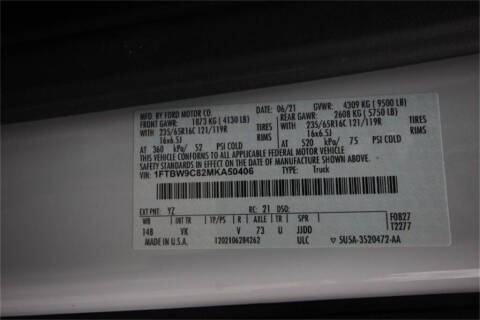 MFD. BY FORD MOTOR CO. DATE: 06/21 GVWR: 4309 KG ( 9500 LB)
FRONT GAWR: 1873 KG ( 4130 LB) REAR GAWR: 2608 KG ( 5750 LB)
WITH WITH
235/65R16C 121/119R TIRES 235/65R16C 121/119R TIRES
16x6.5J RIMS 16x6.5J RIMS
AT 360 kPa/ 52 PSI COLD AT 520 kPa/ 75 PSI COLD
THIS VEHICLE CONFORMS TO ALL APPLICABLE FEDERAL MOTOR VEHICLE
SAFETY STANDARDS IN EFFECT ON THE DATE OF MANUFACTURE SHOWN ABOVE.
VIN: 1FTBW9C82MKA50406 TYPE: Truck
EXT PNT: YZ RC: 21 DSO:
WB BRK INT TR TP/PS R AXLE TR SPR F0827
148 VK V 73 U JJDD T2277
MADE IN U.S.A. 1202106284262 ULC 5U5A-3520472-AA